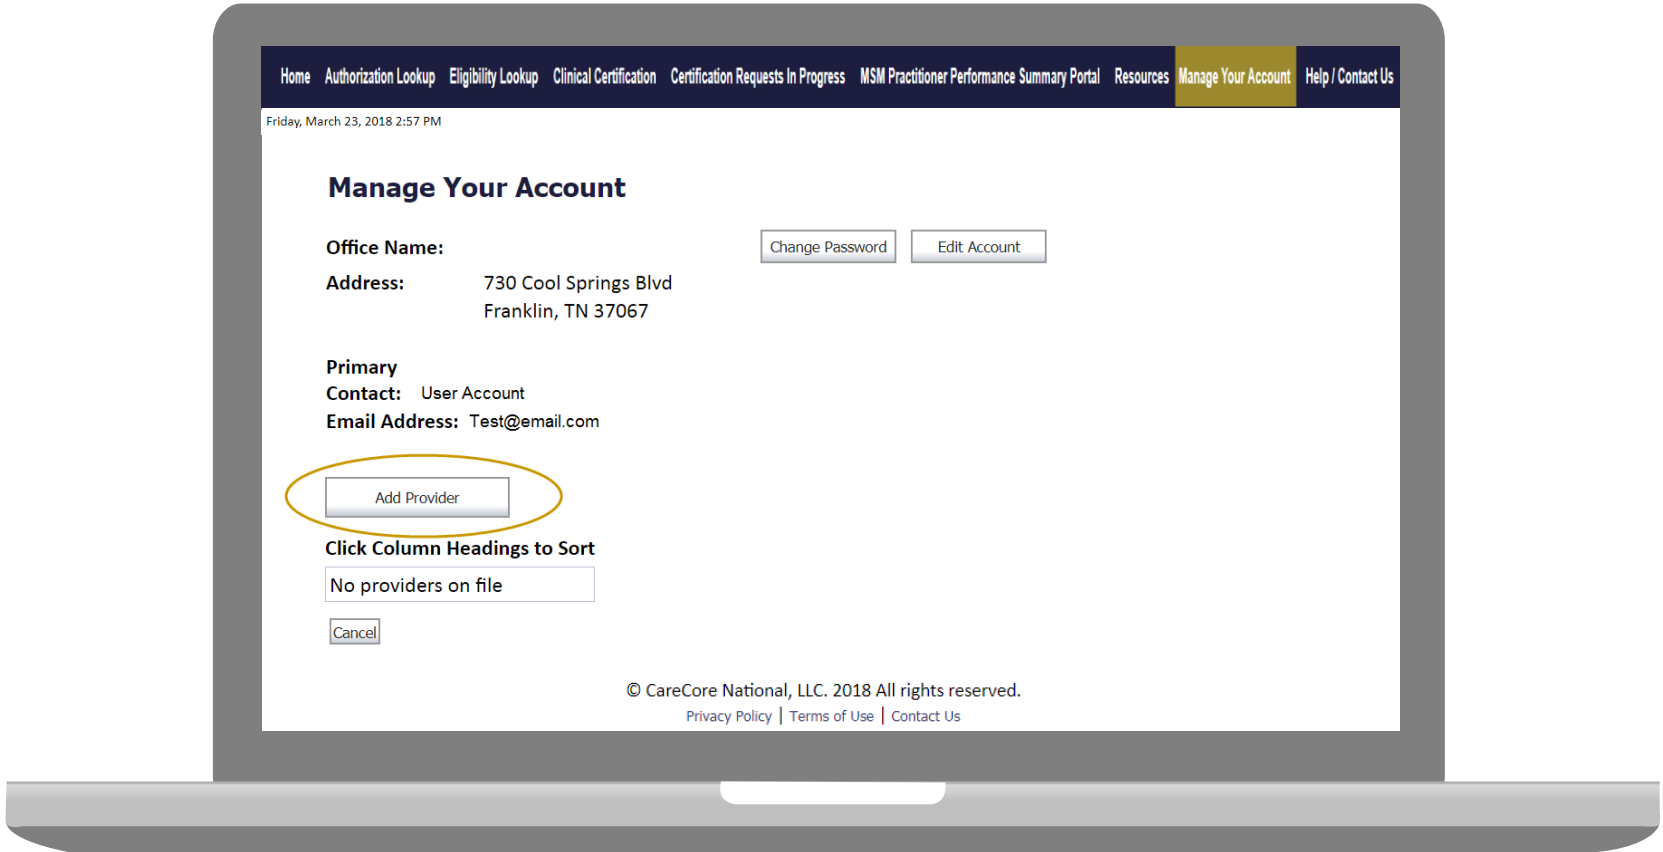 Home Authorization Lookup Eligibility Lookup Clinical Certification Certification Requests In Progress MSM Practitioner Performance Summary Portal Resources Manage Your Account Help / Contact Us
Friday, March 23, 2018 2:57 PM
Manage Your Account
Office Name: Change Password Edit Account
Address: 730 Cool Springs Blvd
Franklin, TN 37067
Primary
Contact: User Account
Email Address: Test@email.com
Add Provider
Click Column Headings to Sort
No providers on file
Cancel
© CareCore National, LLC. 2018 All rights reserved.
Privacy Policy | Terms of Use | Contact Us